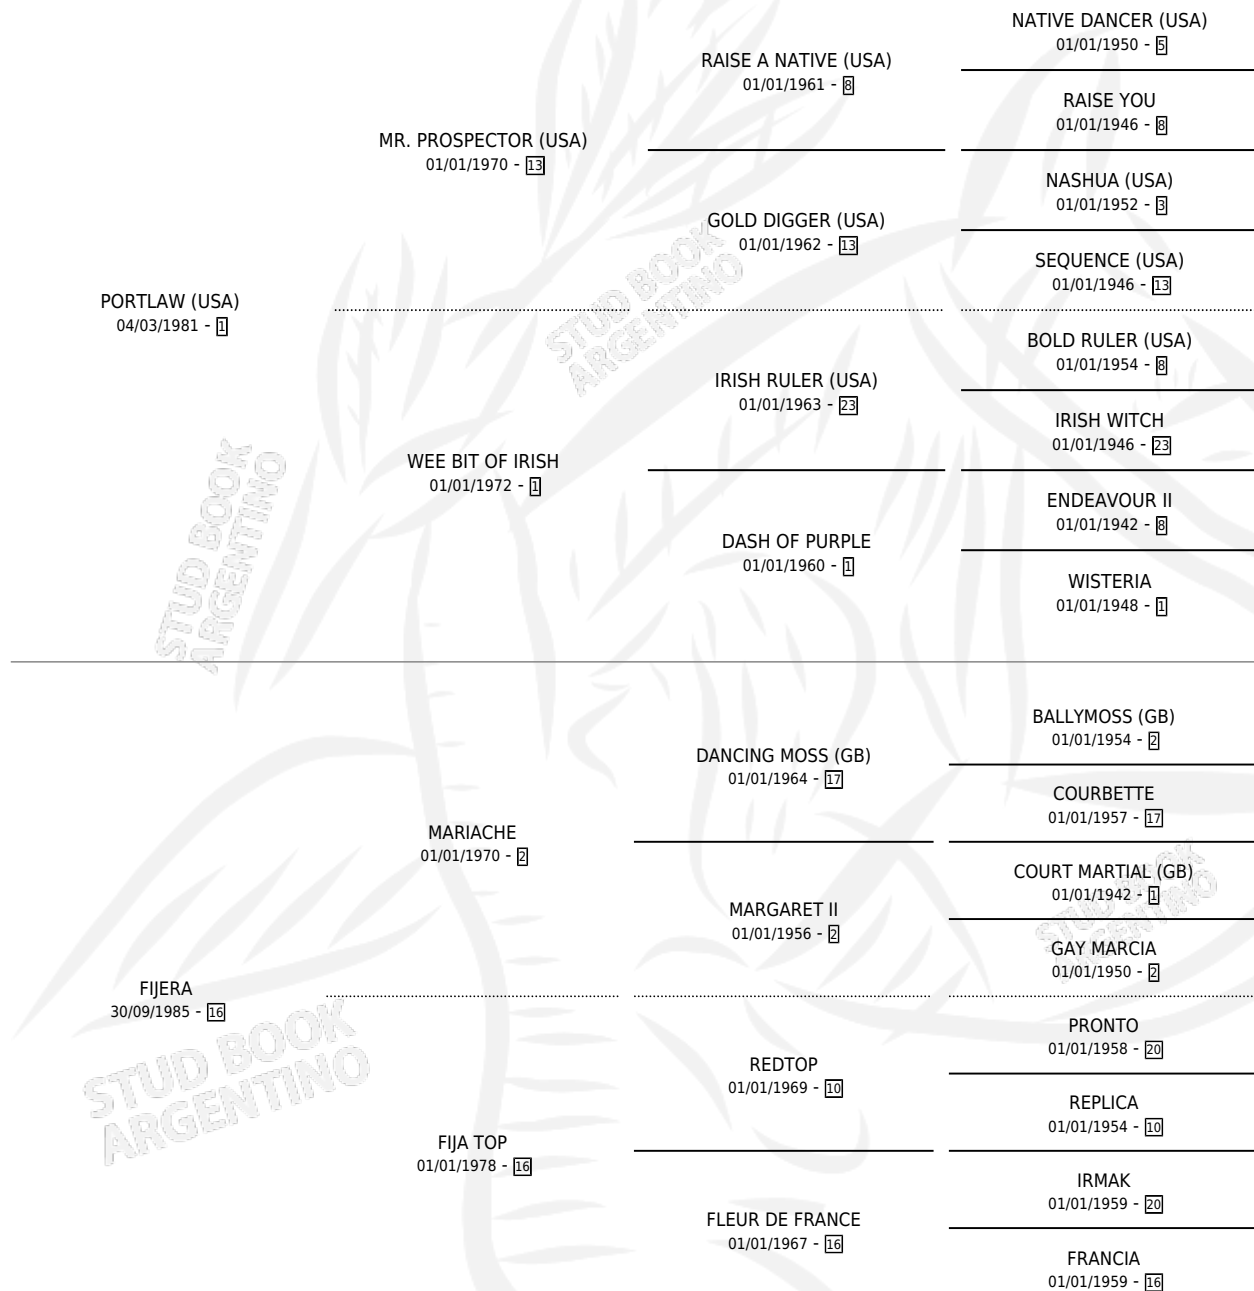 NATIVE DANCER (USA)
01/01/1950 - 5
RAISE A NATIVE (USA)
01/01/1961 - 8
RAISE YOU
01/01/1946 - 8
MR. PROSPECTOR (USA)
01/01/1970 - 13
NASHUA (USA)
01/01/1952 - 3
GOLD DIGGER (USA)
01/01/1962 - 13
SEQUENCE (USA)
01/01/1946 - 13
PORTLAW (USA)
04/03/1981 - 1
BOLD RULER (USA)
01/01/1954 - 8
IRISH RULER (USA)
01/01/1963 - 23
IRISH WITCH
01/01/1946 - 23
WEE BIT OF IRISH
01/01/1972 - 1
ENDEAVOUR II
01/01/1942 - 8
DASH OF PURPLE
01/01/1960 - 1
WISTERIA
01/01/1948 - 1
BALLYMOSS (GB)
01/01/1954 - 2
DANCING MOSS (GB)
01/01/1964 - 17
COURBETTE
01/01/1957 - 17
MARIACHE
01/01/1970 - 2
COURT MARTIAL (GB)
01/01/1942 - 1
MARGARET II
01/01/1956 - 2
GAY MARCIA
01/01/1950 - 2
FIJERA
30/09/1985 - 16
PRONTO
01/01/1958 - 20
REDTOP
01/01/1969 - 10
REPLICA
01/01/1954 - 10
FIJA TOP
01/01/1978 - 16
IRMAK
01/01/1959 - 20
FLEUR DE FRANCE
01/01/1967 - 16
FRANCIA
01/01/1959 - 16
STUD BOOK
ARGENTINO
STUD BOOK
ARGENTINO
STUD BOOK
ARGENTINO
STUD BOOK
ARGENTINO